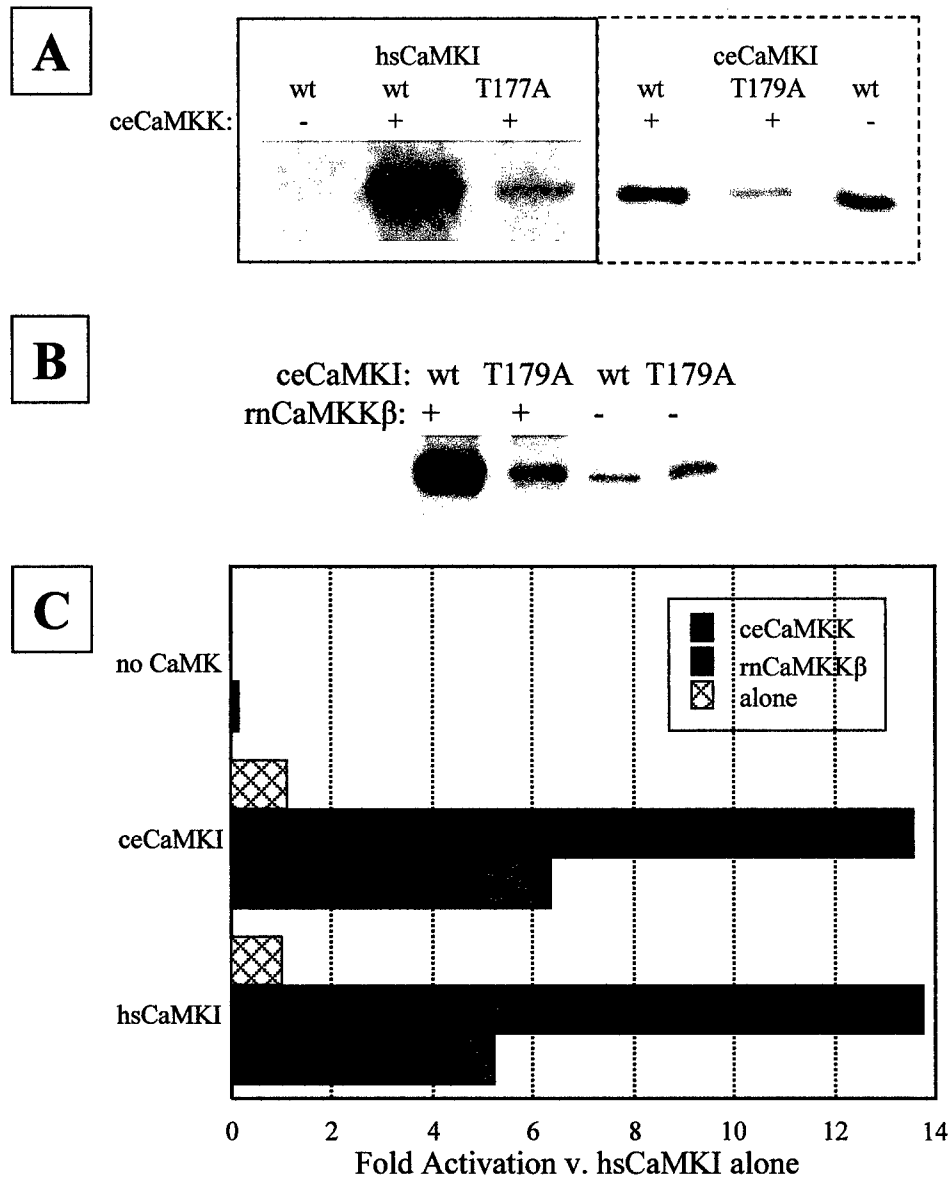 A
hsCaMKI
ceCaMKI
wt wt T177A
wt T179A wt
ceCaMKK: - + +
+ + -
B
ceCaMKI: wt T179A wt T179A
rnCaMKKβ: + + - -
C
ceCaMKK
rnCaMKKβ
alone
no CaMK
ceCaMKI
hsCaMKI
0 2 4 6 8 10 12 14
Fold Activation v. hsCaMKI alone